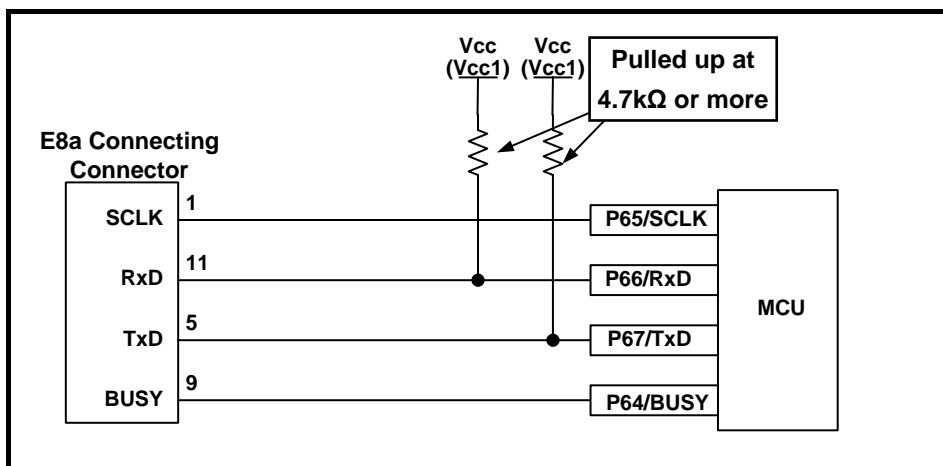 Vcc Vcc
(Vcc1) (Vcc1)
Pulled up at
4.7kΩ or more
E8a Connecting
Connector
SCLK 1 P65/SCLK
RxD 11 P66/RxD
MCU
TxD 5 P67/TxD
BUSY 9 P64/BUSY